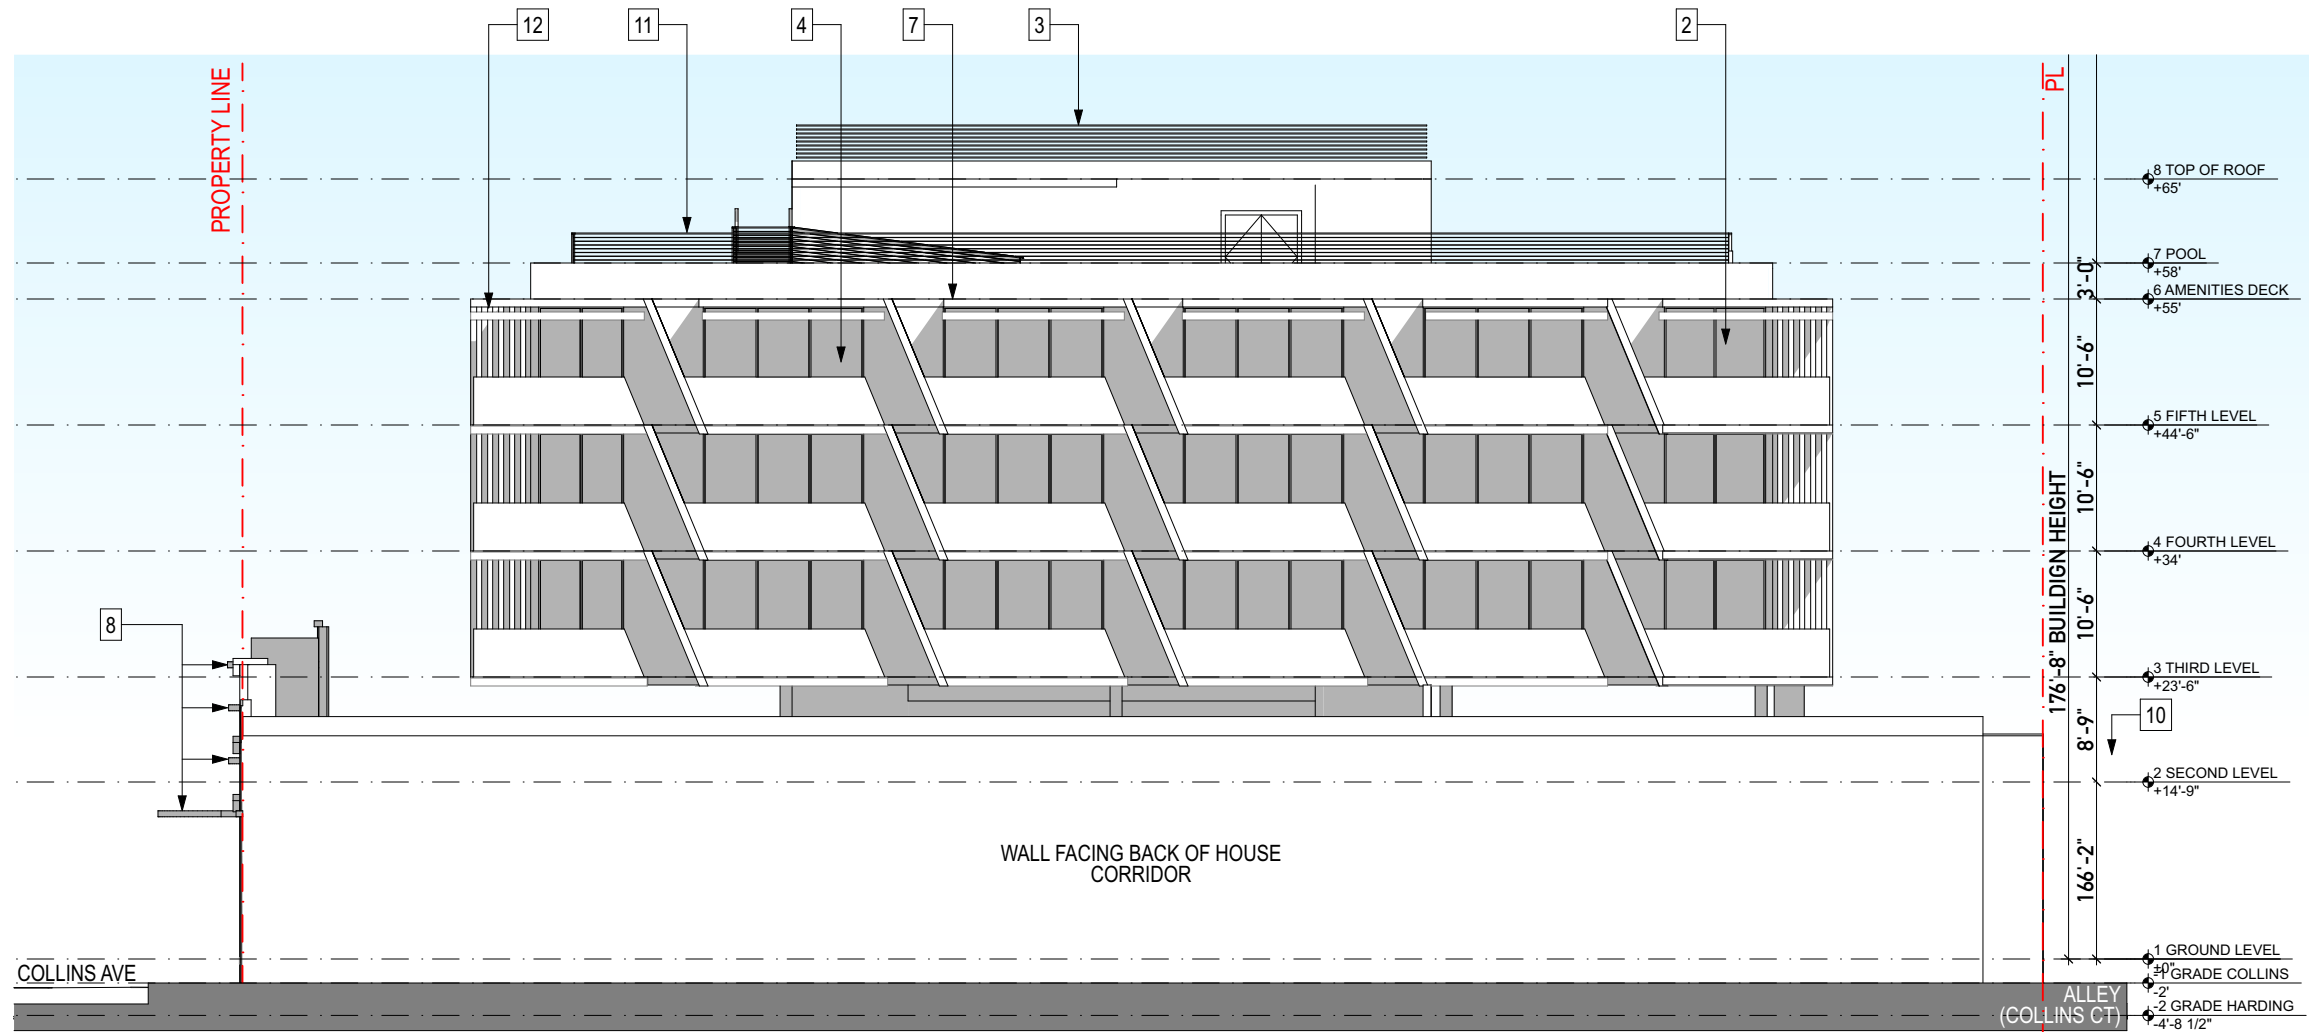 12
11
4
7
3
2
PROPERTY LINE
PL
8 TOP OF ROOF
+65'
7 POOL
+58'
3'-0"
6 AMENITIES DECK
+55'
10'-6"
5 FIFTH LEVEL
+44'-6"
10'-6"
4 FOURTH LEVEL
+34'
10'-6"
176'-8" BUILDIGN HEIGHT
8
3 THIRD LEVEL
+23'-6"
10
8'-9"
2 SECOND LEVEL
+14'-9"
WALL FACING BACK OF HOUSE
CORRIDOR
166'-2"
1 GROUND LEVEL
+0"
COLLINS AVE
-1 GRADE COLLINS
-2'
ALLEY
(COLLINS CT)
-2 GRADE HARDING
-4'-8 1/2"